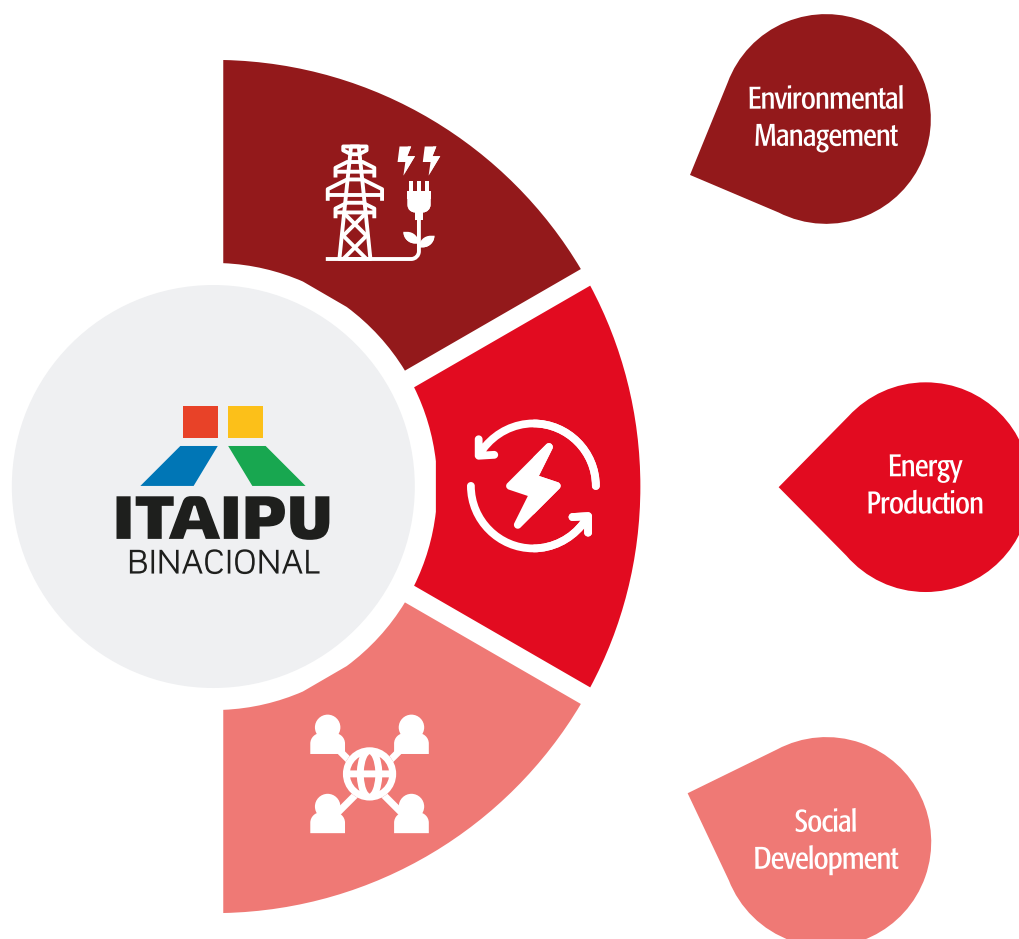 Environmental
Management
ITAIPU
BINACIONAL
Energy
Production
Social
Development